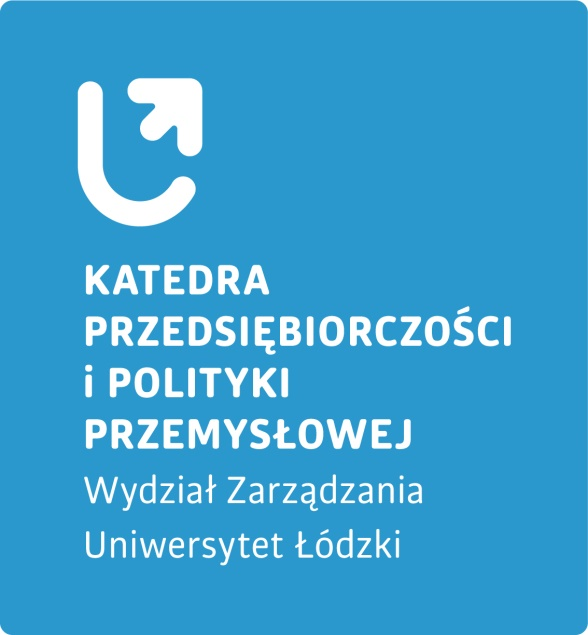 KATEDRA
PRZEDSIĘBIORCZOŚCI
i POLITYKI
PRZEMYSŁOWEJ
Wydział Zarządzania
Uniwersytet Łódzki